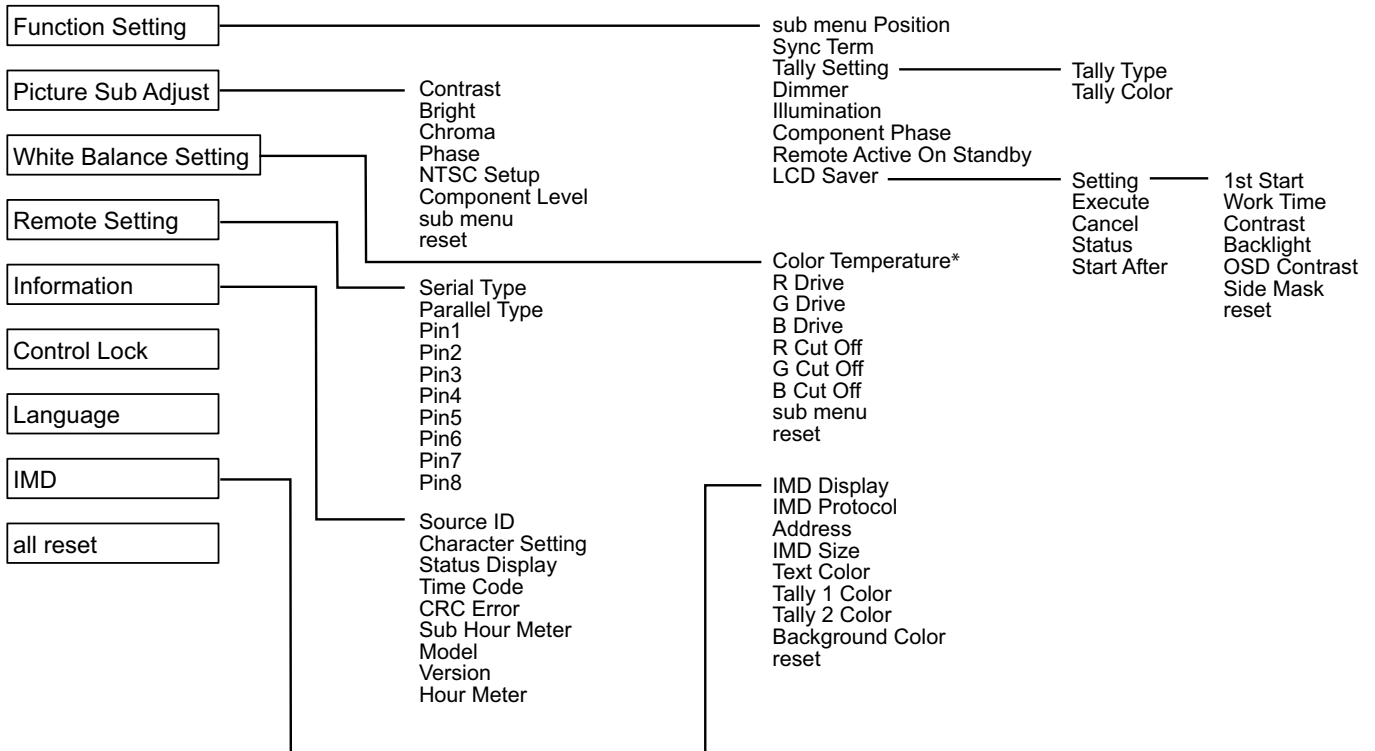 Function Setting
Picture Sub Adjust
White Balance Setting
Remote Setting
Information
Control Lock
Language
IMD
all reset
Contrast
Bright
Chroma
Phase
NTSC Setup
Component Level
sub menu
reset
Serial Type
Parallel Type
Pin1
Pin2
Pin3
Pin4
Pin5
Pin6
Pin7
Pin8
Source ID
Character Setting
Status Display
Time Code
CRC Error
Sub Hour Meter
Model
Version
Hour Meter
sub menu Position
Sync Term
Tally Setting
Dimmer
Illumination
Component Phase
Remote Active On Standby
LCD Saver
Color Temperature*
R Drive
G Drive
B Drive
R Cut Off
G Cut Off
B Cut Off
sub menu
reset
IMD Display
IMD Protocol
Address
IMD Size
Text Color
Tally 1 Color
Tally 2 Color
Background Color
reset
Tally Type
Tally Color
Setting
Execute
Cancel
Status
Start After
1st Start
Work Time
Contrast
Backlight
OSD Contrast
Side Mask
reset